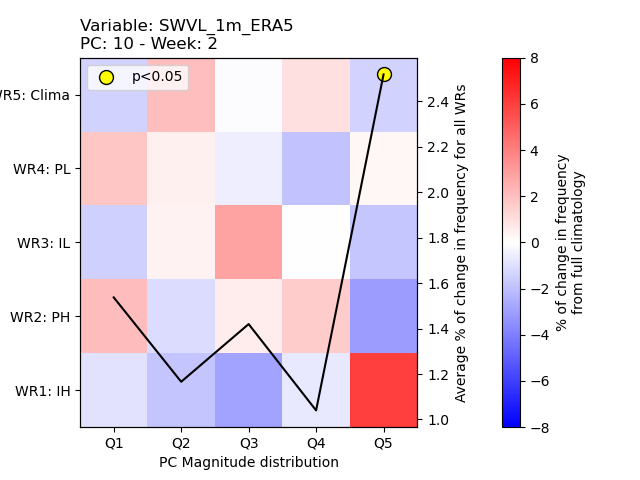 Variable: SWVL_1m_ERA5
PC: 10 - Week: 2
p<0.05
WR5: Clima
WR4: PL
WR3: IL
WR2: PH
WR1: IH
Q1 Q2 Q3 Q4 Q5
PC Magnitude distribution
2.4
2.2
2.0
1.8
1.6
1.4
1.2
1.0
Average % of change in frequency for all WRs
8
6
4
2
0
−2
−4
−6
−8
% of change in frequency
from full climatology